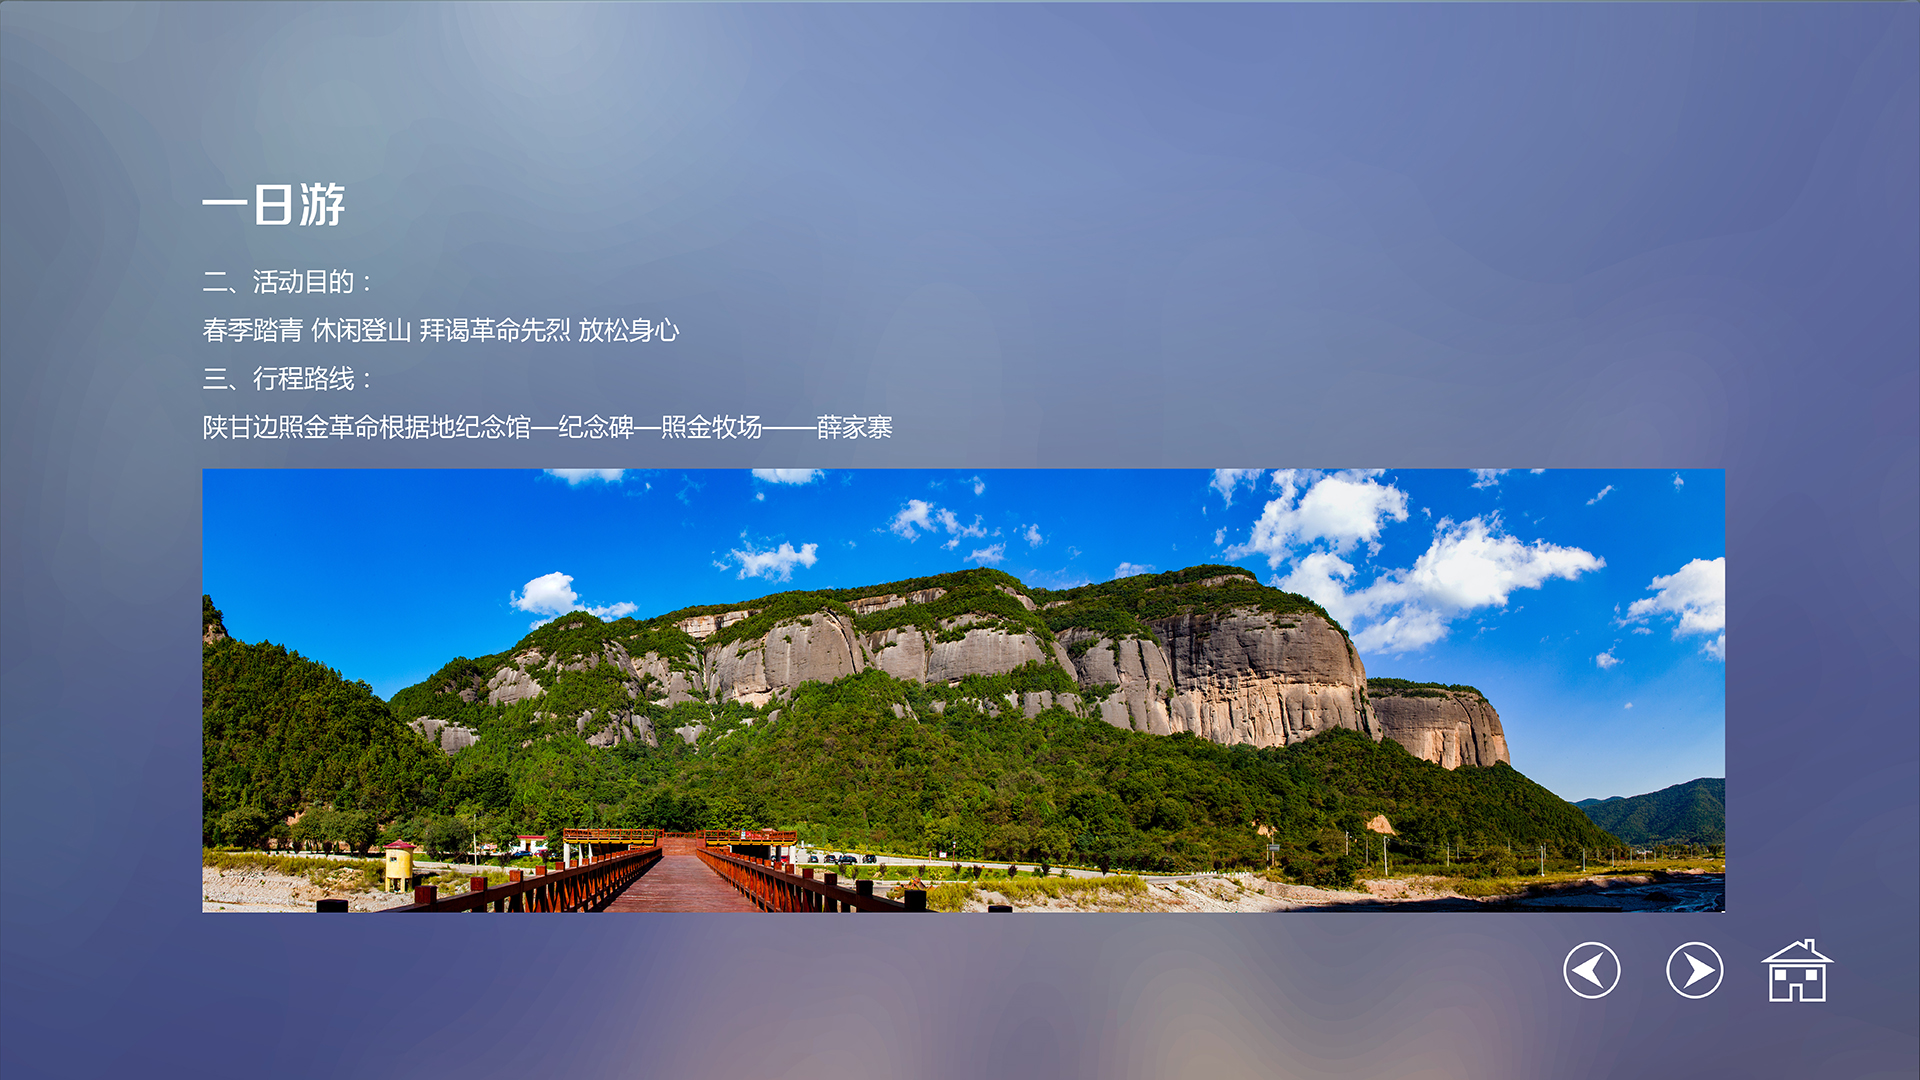 一日游
二、活动目的：
春季踏青 休闲登山 拜谒革命先烈 放松身心
三、行程路线：
陕甘边照金革命根据地纪念馆—纪念碑—照金牧场——薛家寨